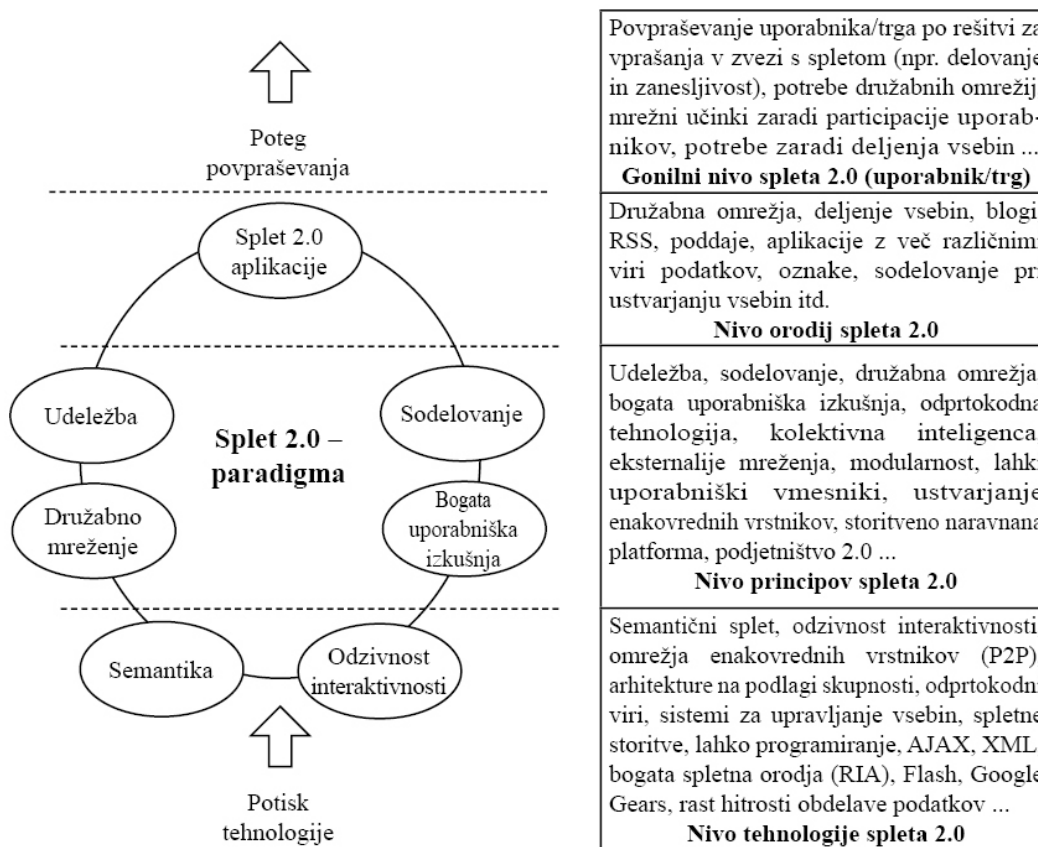 Poteg
povpraševanja
Splet 2.0
aplikacije
Udeležba
Sodelovanje
Splet 2.0 –
paradigma
Družabno
mreženje
Bogata
uporabniška
izkušnja
Semantika
Odzivnost
interaktivnosti
Potisk
tehnologije
Povpraševanje uporabnika/trga po rešitvi za
vprašanja v zvezi s spletom (npr. delovanje
in zanesljivost), potrebe družabnih omrežij
mrežni učinki zaradi participacije uporab-
nikov, potrebe zaradi deljenja vsebin ...
Gonilni nivo spleta 2.0 (uporabnik/trg)
Družabna omrežja, deljenje vsebin, blogi
RSS, poddaje, aplikacije z več različnimi
viri podatkov, oznake, sodelovanje pri
ustvarjanju vsebin itd.
Nivo orodij spleta 2.0
Udeležba, sodelovanje, družabna omrežja
bogata uporabniška izkušnja, odprtokodna
tehnologija, kolektivna inteligenca
eksternalije mreženja, modularnost, lahki
uporabniški vmesniki, ustvarjanje
enakovrednih vrstnikov, storitveno naravnana
platforma, podjetništvo 2.0 ...
Nivo principov spleta 2.0
Semantični splet, odzivnost interaktivnosti
omrežja enakovrednih vrstnikov (P2P)
arhitekture na podlagi skupnosti, odprtokodni
viri, sistemi za upravljanje vsebin, spletne
storitve, lahko programiranje, AJAX, XML
bogata spletna orodja (RIA), Flash, Google
Gears, rast hitrosti obdelave podatkov ...
Nivo tehnologije spleta 2.0